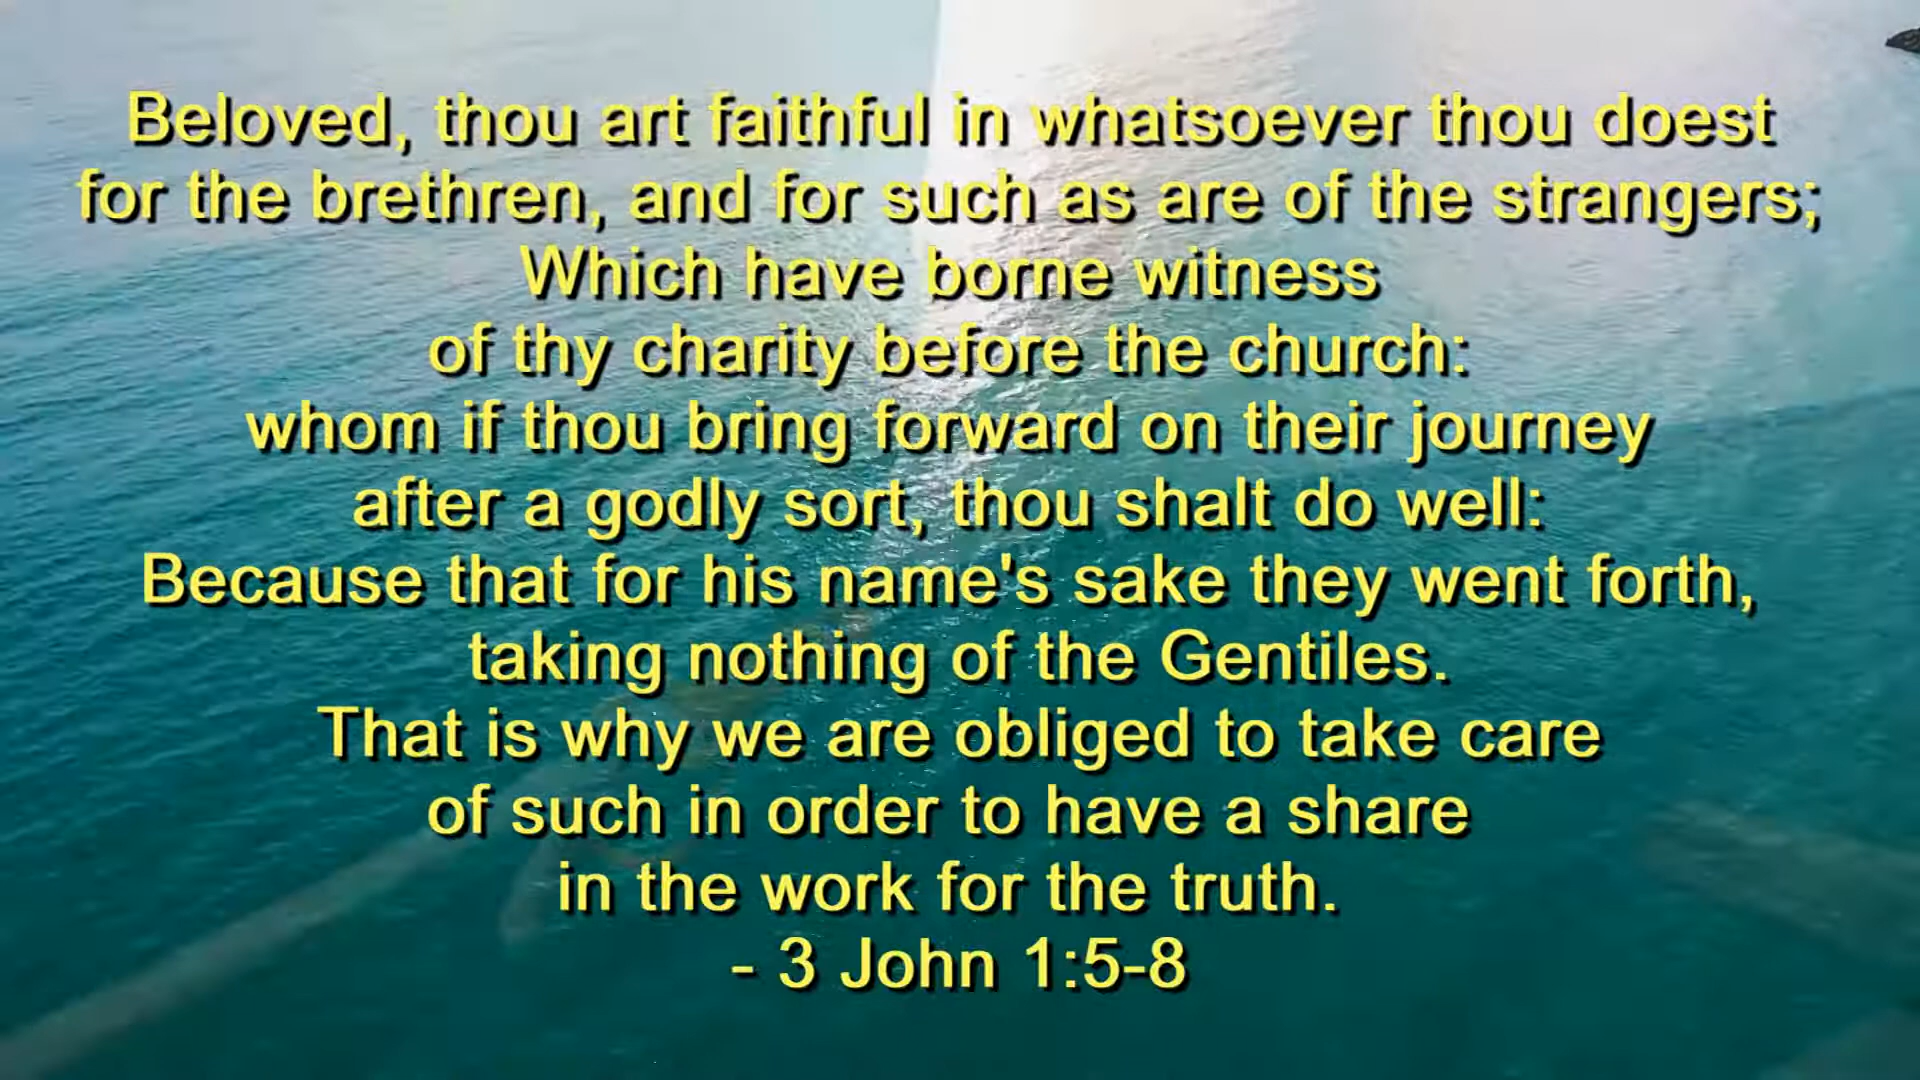 Beloved, thou art faithful in whatsoever thou doest
for the brethren, and for such as are of the strangers;
Which have borne witness
of thy charity before the church:
whom if thou bring forward on their journey
after a godly sort, thou shalt do well:
Because that for his name's sake they went forth,
taking nothing of the Gentiles.
That is why we are obliged to take care
of such in order to have a share
in the work for the truth.
- 3 John 1:5-8